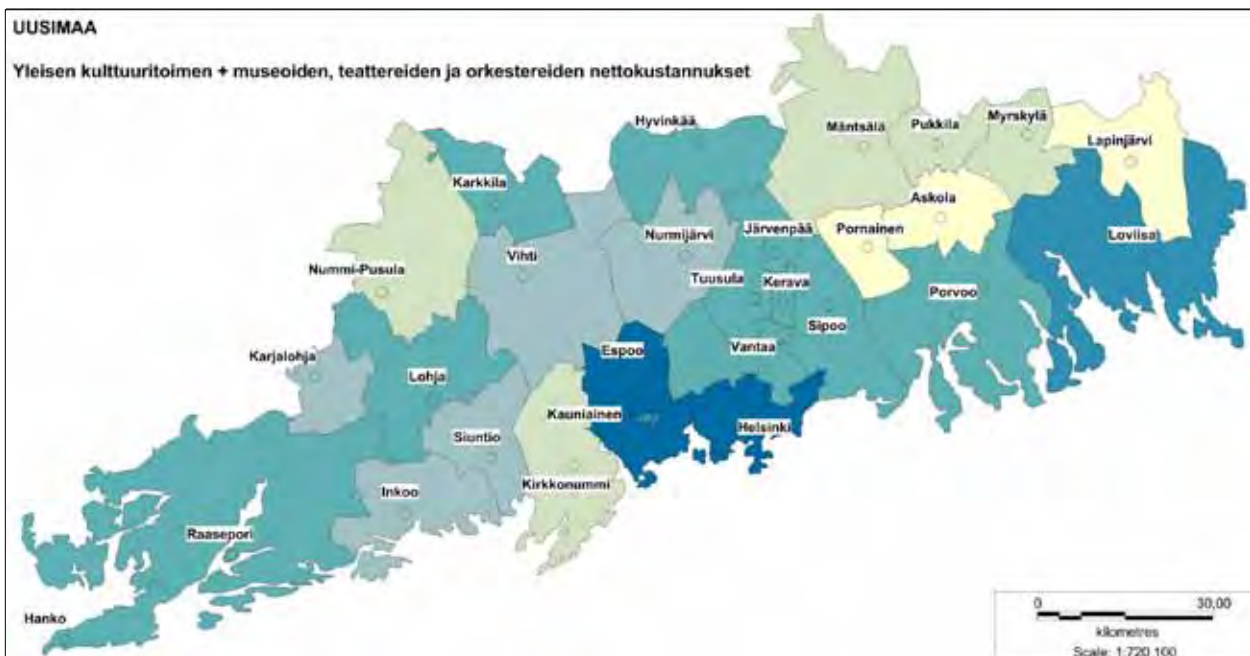 UUSIMAA
Yleisen kulttuuritoimen + museoiden, teattereiden ja orkestereiden nettokustannukset
Hyvinkää
Mäntsälä
Pukkila
Myrskylä
Lapinjärvi
Karkkila
Askola
Järvenpää
Pornainen
Nurmijärvi
Loviisa
Vihti
Nummi-Pusula
Tuusula
Kerava
Porvoo
Sipoo
Espoo
Vantaa
Karjalohja
Lohja
Kauniainen
Helsinki
Siuntio
Kirkkonummi
Inkoo
Raasepori
Hanko
0 30,00
kilometres
Scale: 1:720 100